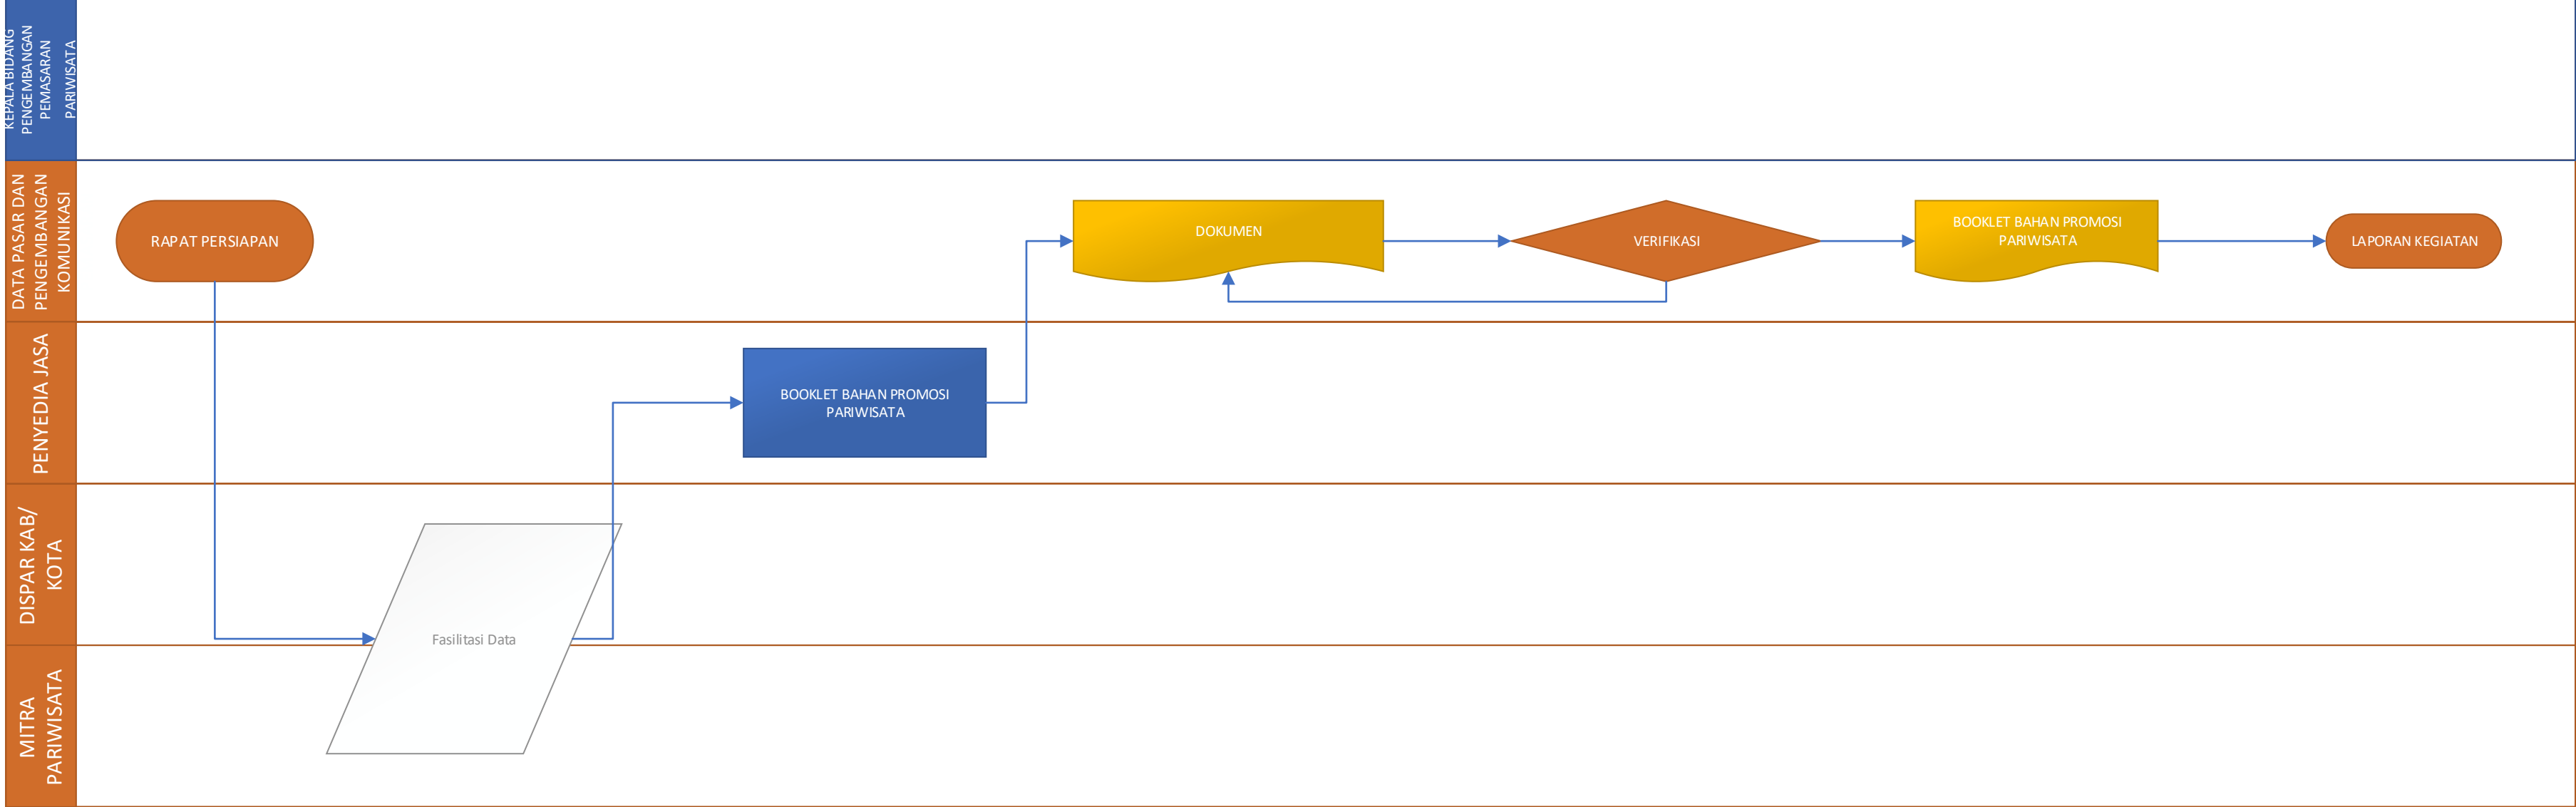 KEPALA BIDANG
PENGEMBANGAN
PEMASARAN
PARIWISATA
DATA PASAR DAN
PENGEMBANGAN
KOMUNIKASI
RAPAT PERSIAPAN
DOKUMEN
VERIFIKASI
BOOKLET BAHAN PROMOSI
PARIWISATA
LAPORAN KEGIATAN
PENYEDIA JASA
BOOKLET BAHAN PROMOSI
PARIWISATA
DISPAR KAB/
KOTA
Fasilitasi Data
MITRA
PARIWISATA